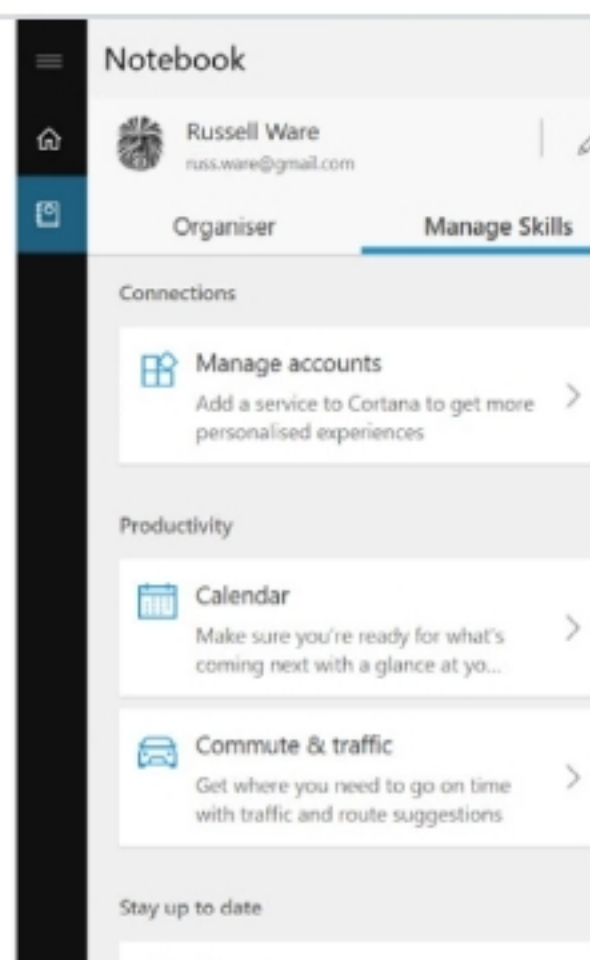 Notebook
Russell Ware
russ.ware@gmail.com
Organiser
Manage Skills
Connections
Manage accounts
Add a service to Cortana to get more
personalised experiences
Productivity
Calendar
Make sure you're ready for what's
coming next with a glance at yo...
Commute & traffic
Get where you need to go on time
with traffic and route suggestions
Stay up to date